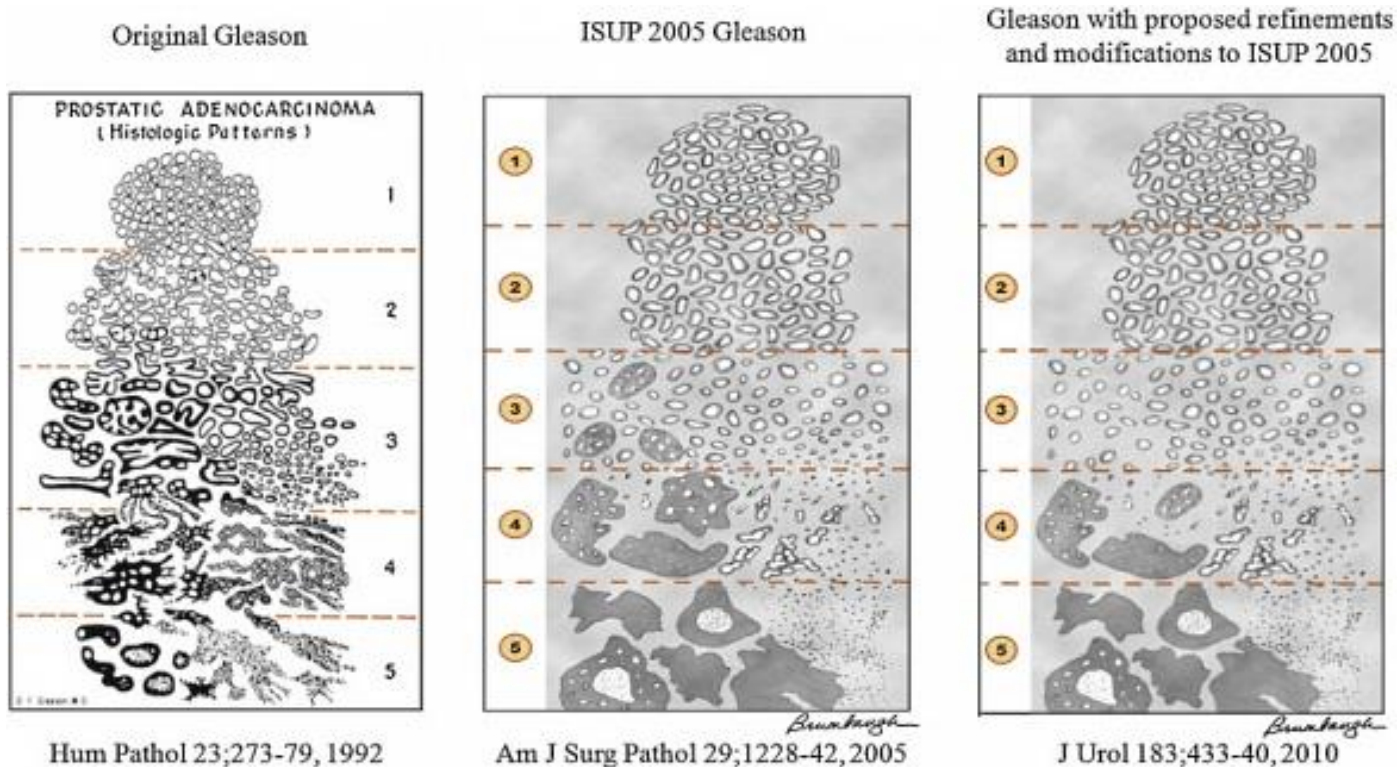 Original Gleason
ISUP 2005 Gleason
Gleason with proposed refinements
and modifications to ISUP 2005
PROSTATIC ADENOCARCINOMA
(Histologic Patterns)
1
2
3
4
5
1
2
3
4
5
Brumbaugh
1
2
3
4
5
Brumbaugh
Hum Pathol 23;273-79, 1992
Am J Surg Pathol 29;1228-42, 2005
J Urol 183;433-40, 2010